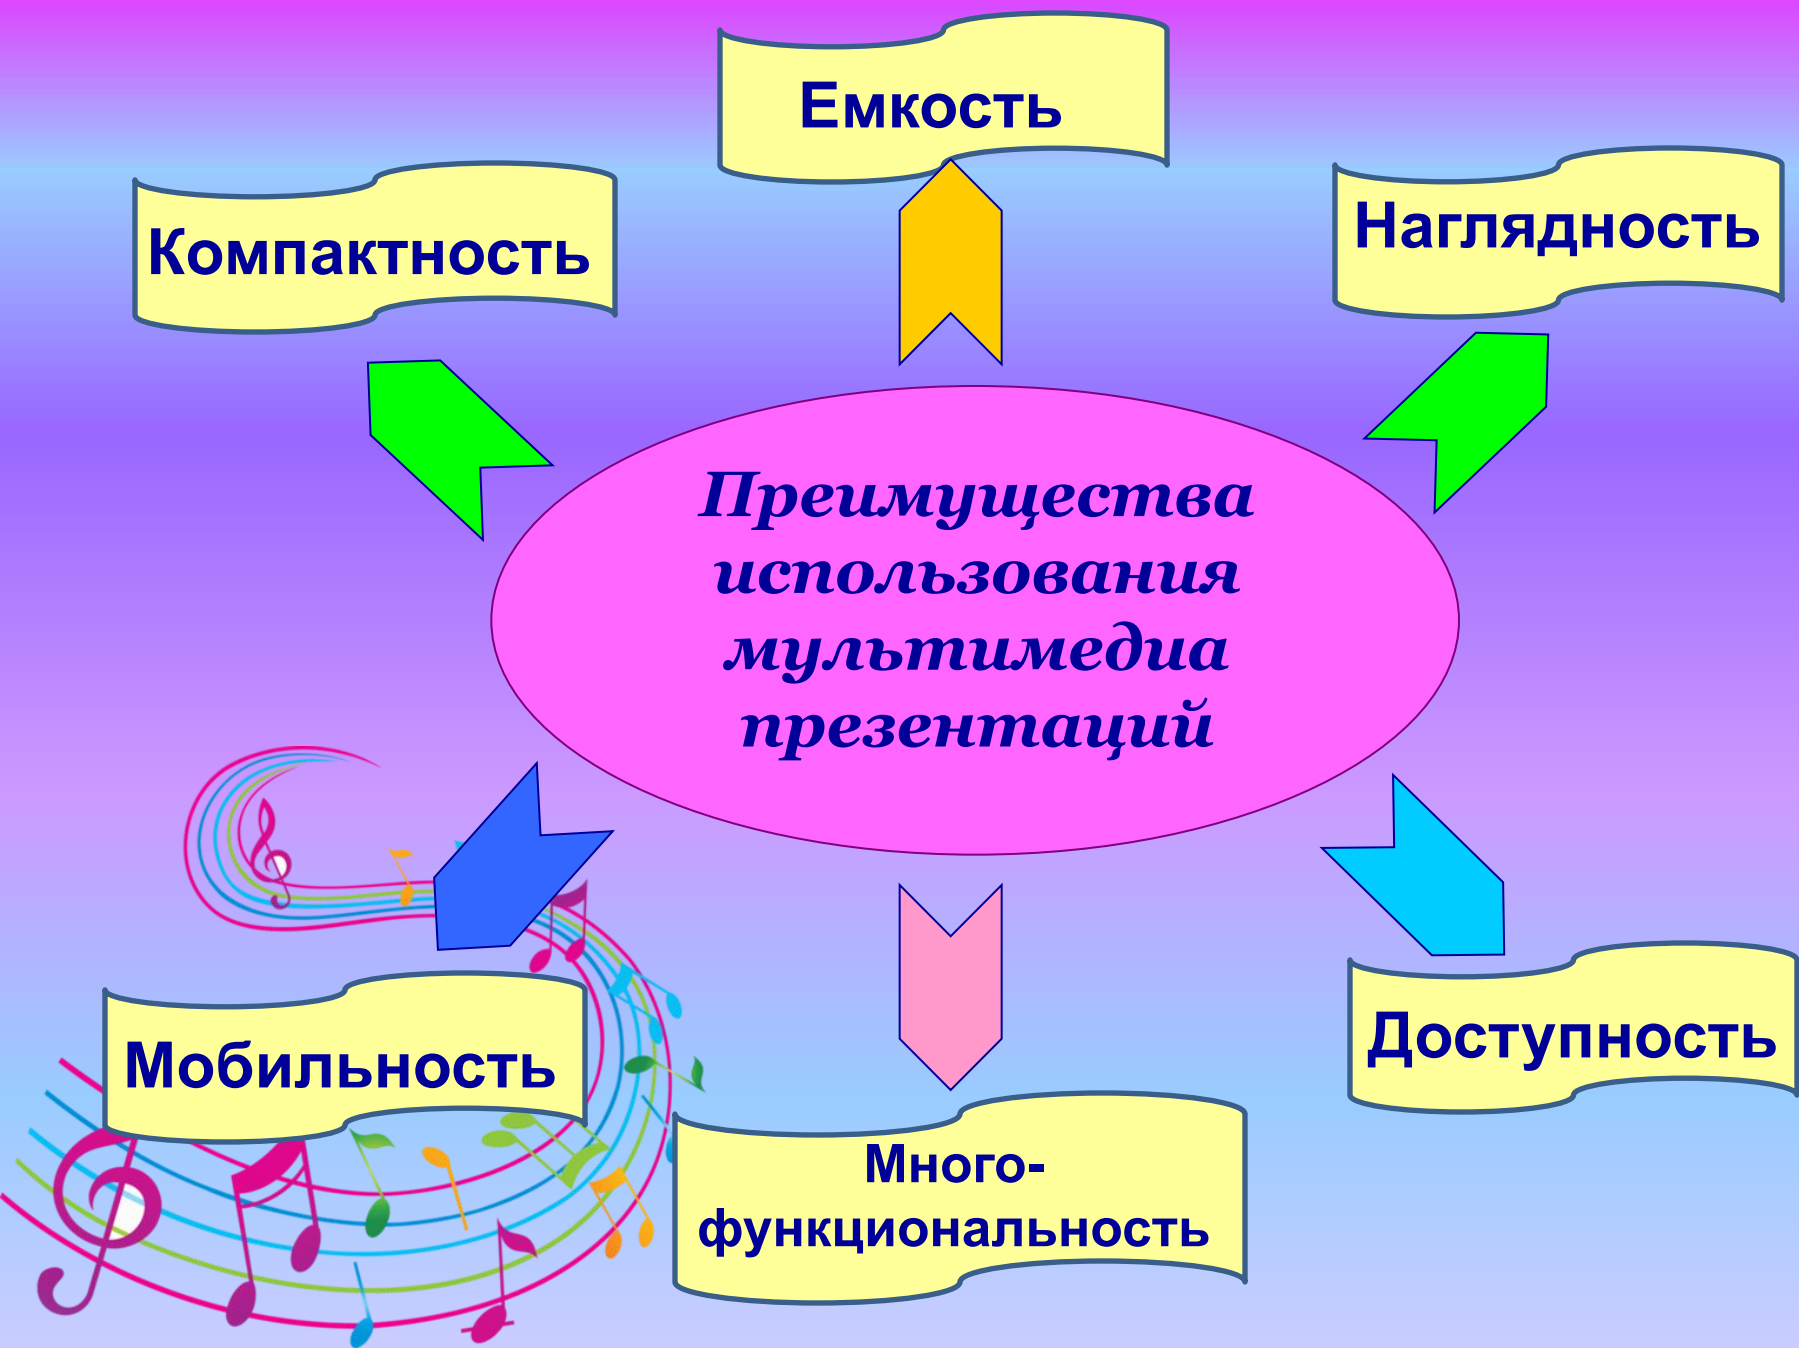 Емкость
Компактность
Наглядность
Преимущества
использования
мультимедиа
презентаций
Мобильность
Доступность
Много-
функциональность